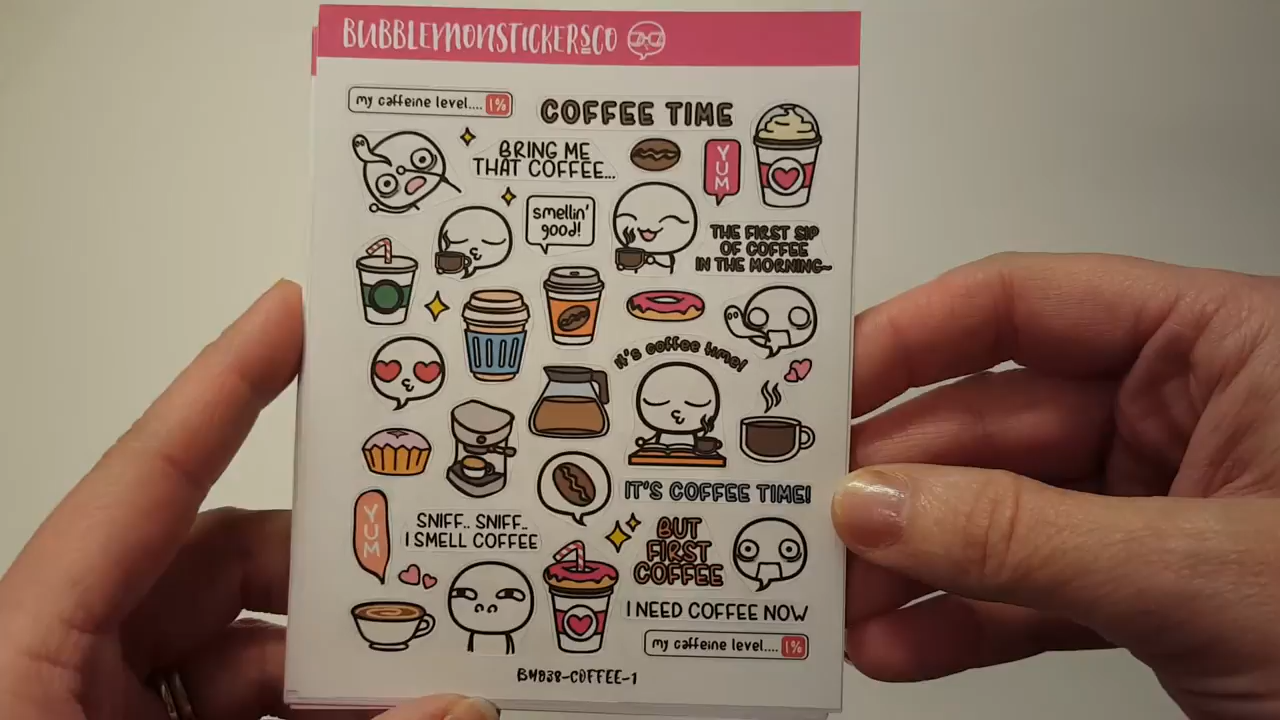 BUBBLEMONSTICKERSCO
my caffeine level.... 1%
COFFEE TIME
BRING ME
THAT COFFEE...
YUM
smellin'
good!
THE FIRST SIP
OF COFFEE
IN THE MORNING~
it's coffee time!
IT'S COFFEE TIME!
YUM
SNIFF.. SNIFF..
I SMELL COFFEE
BUT
FIRST
COFFEE
I NEED COFFEE NOW
my caffeine level.... 1%
BM038-COFFEE-1